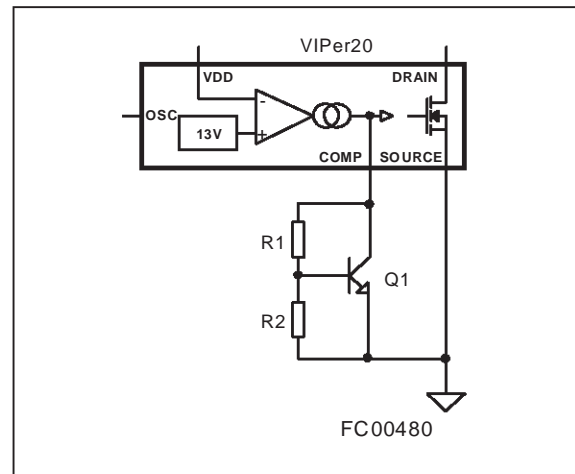 VIPer20
VDD
DRAIN
OSC
-
13V
+
COMP SOURCE
R1
Q1
R2
FC00480